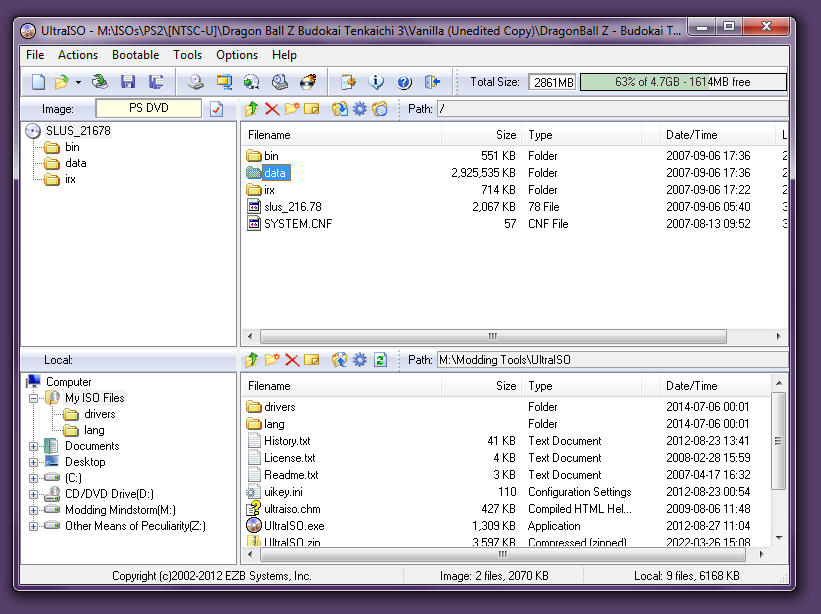 UltraISO - M:\ISOs\PS2\[NTSC-U]\Dragon Ball Z Budokai Tenkaichi 3\Vanilla (Unedited Copy)\DragonBall Z - Budokai T...
File Actions Bootable Tools Options Help
Total Size: 2861MB 63% of 4.7GB - 1614MB free
Image: PS DVD Path: /
SLUS_21678
bin
data
irx
Filename Size Type Date/Time L
bin 551 KB Folder 2007-09-06 17:36 2
data 2,925,535 KB Folder 2007-09-06 17:36 2
irx 714 KB Folder 2007-09-06 17:22 2
slus_216.78 2,067 KB 78 File 2007-09-06 05:40 3
SYSTEM.CNF 57 CNF File 2007-08-13 09:52 3
Local: Path: M:\Modding Tools\UltraISO
Computer
My ISO Files
drivers
lang
Documents
Desktop
(C:)
CD/DVD Drive(D:)
Modding Mindstorm(M:)
Other Means of Peculiarity(Z:)
Filename Size Type Date/Time
drivers Folder 2014-07-06 00:01
lang Folder 2014-07-06 00:01
History.txt 41 KB Text Document 2012-08-23 13:41
License.txt 4 KB Text Document 2008-02-28 15:59
Readme.txt 3 KB Text Document 2007-04-17 16:32
uikey.ini 110 Configuration Settings 2012-08-23 00:54
ultraiso.chm 427 KB Compiled HTML Hel... 2009-08-06 11:48
UltraISO.exe 1,309 KB Application 2012-08-27 11:04
UltraISO.zip 3,597 KB Compressed (zipped) 2022-03-26 15:08
Copyright (c)2002-2012 EZB Systems, Inc. Image: 2 files, 2070 KB Local: 9 files, 6168 KB